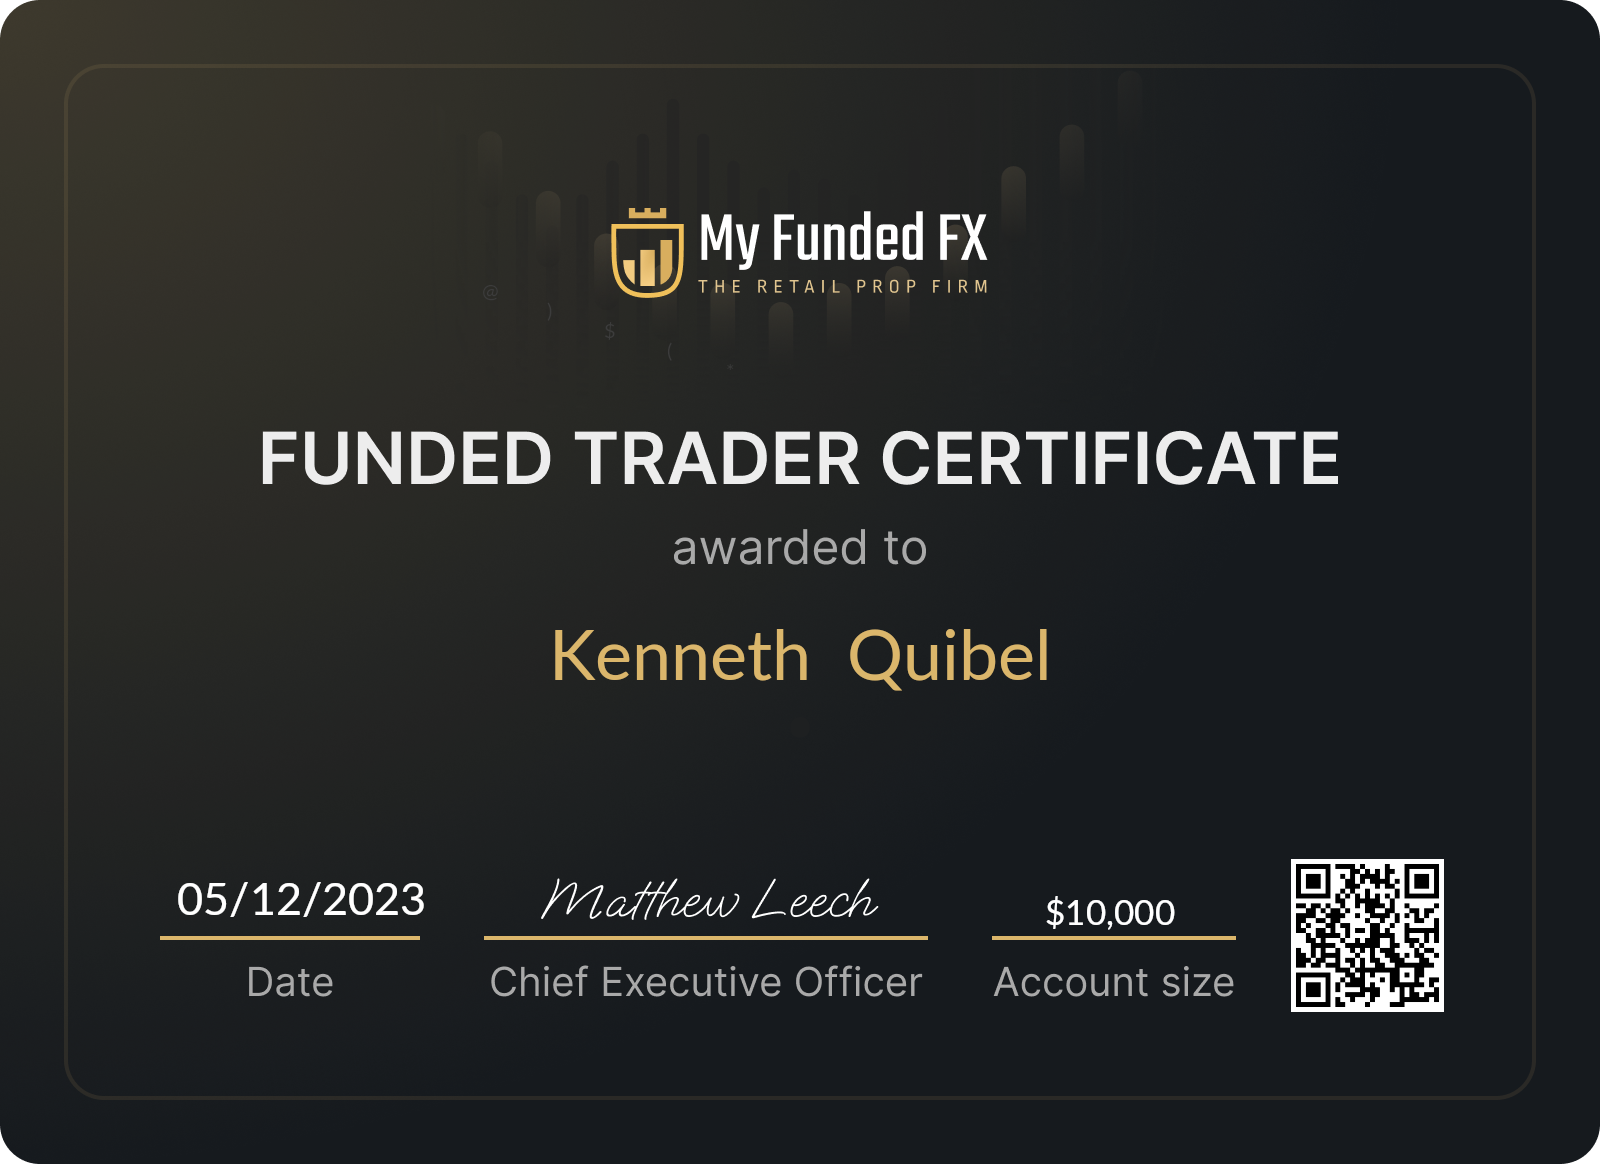 My Funded FX
THE RETAIL PROP FIRM
@
)
$
(
FUNDED TRADER CERTIFICATE
awarded to
Kenneth Quibel
05/12/2023
Matthew Leech
$10,000
Date
Chief Executive Officer
Account size